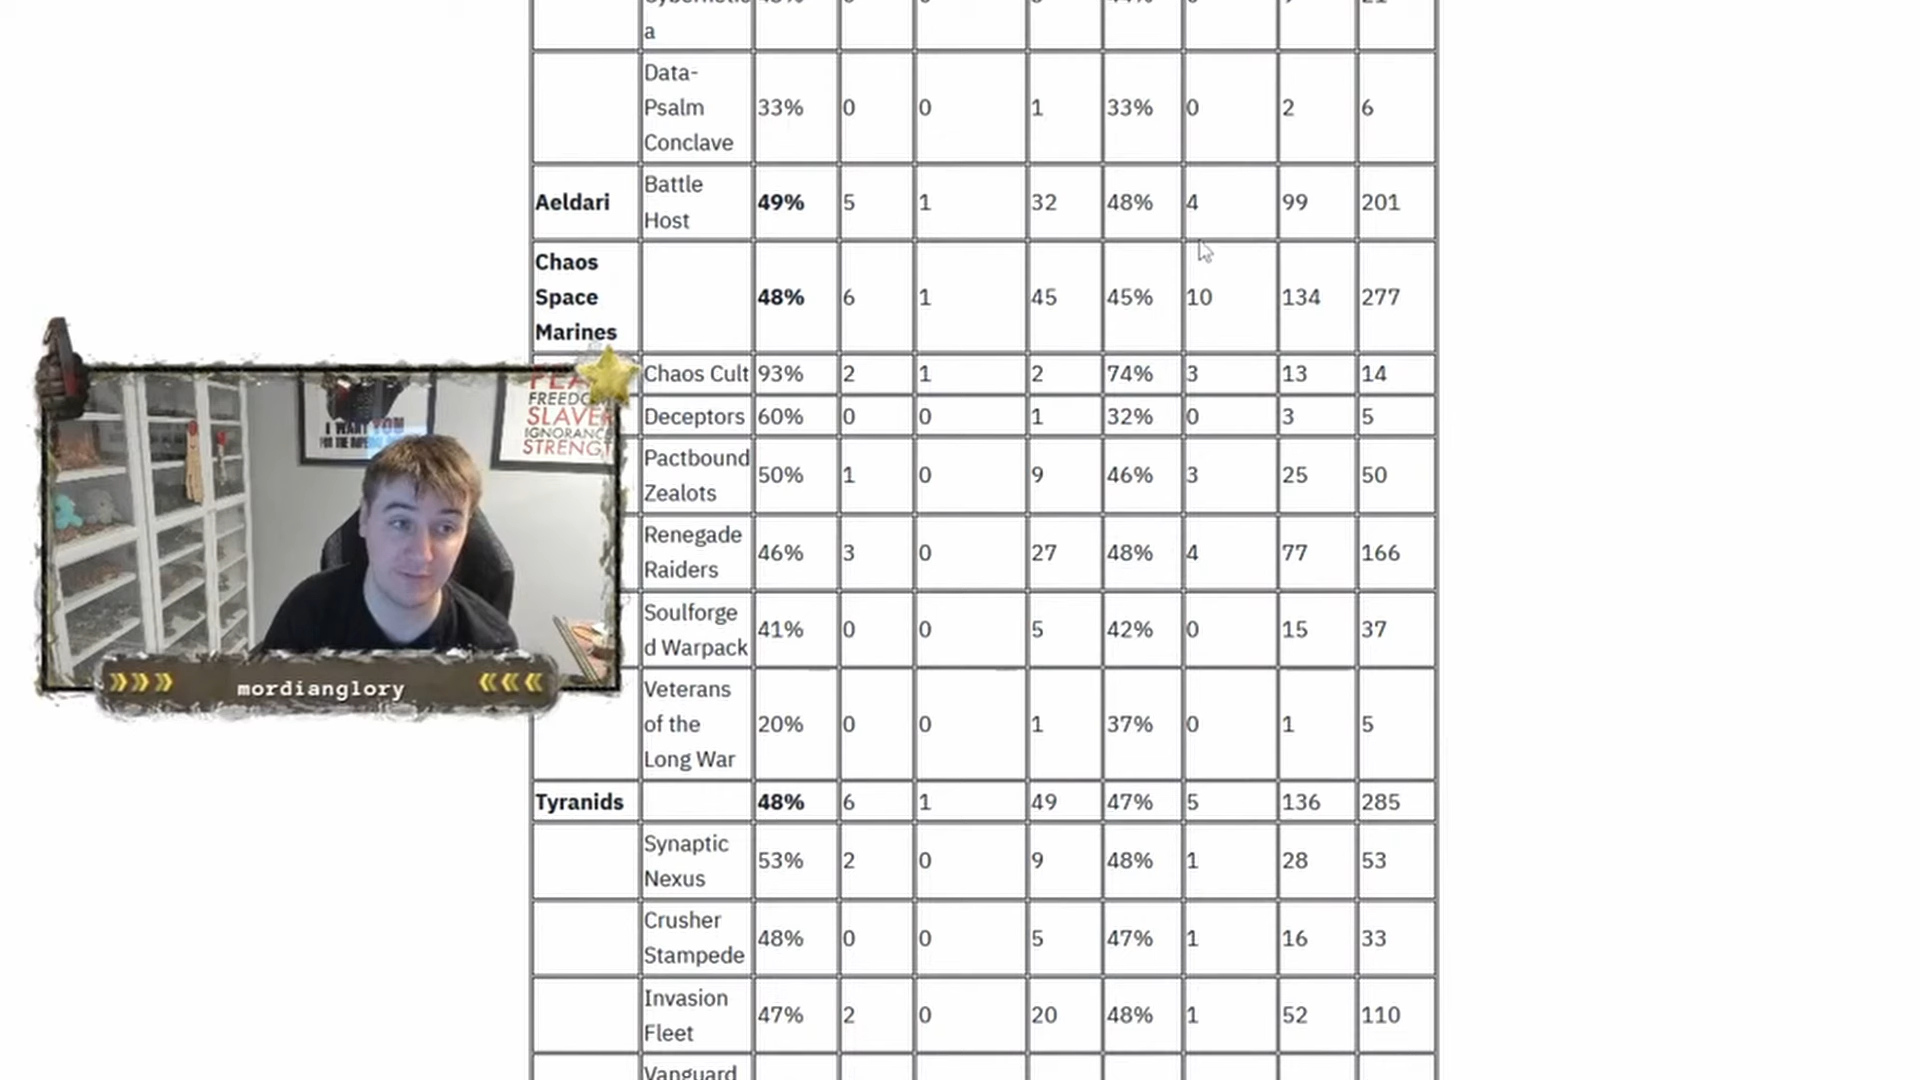 a
Data-
Psalm
Conclave
33% 0 0 1 33% 0 2 6
Aeldari
Battle
Host
49% 5 1 32 48% 4 99 201
Chaos
Space
Marines
48% 6 1 45 45% 10 134 277
Chaos Cult 93% 2 1 2 74% 3 13 14
Deceptors 60% 0 0 1 32% 0 3 5
Pactbound
Zealots
50% 1 0 9 46% 3 25 50
Renegade
Raiders
46% 3 0 27 48% 4 77 166
Soulforge
d Warpack
41% 0 0 5 42% 0 15 37
Veterans
of the
Long War
20% 0 0 1 37% 0 1 5
Tyranids 48% 6 1 49 47% 5 136 285
Synaptic
Nexus
53% 2 0 9 48% 1 28 53
Crusher
Stampede
48% 0 0 5 47% 1 16 33
Invasion
Fleet
47% 2 0 20 48% 1 52 110
Vanguard
I WANT YOU
FREEDO
SLAVER
IGNORANC
STRENGT
mordianglory